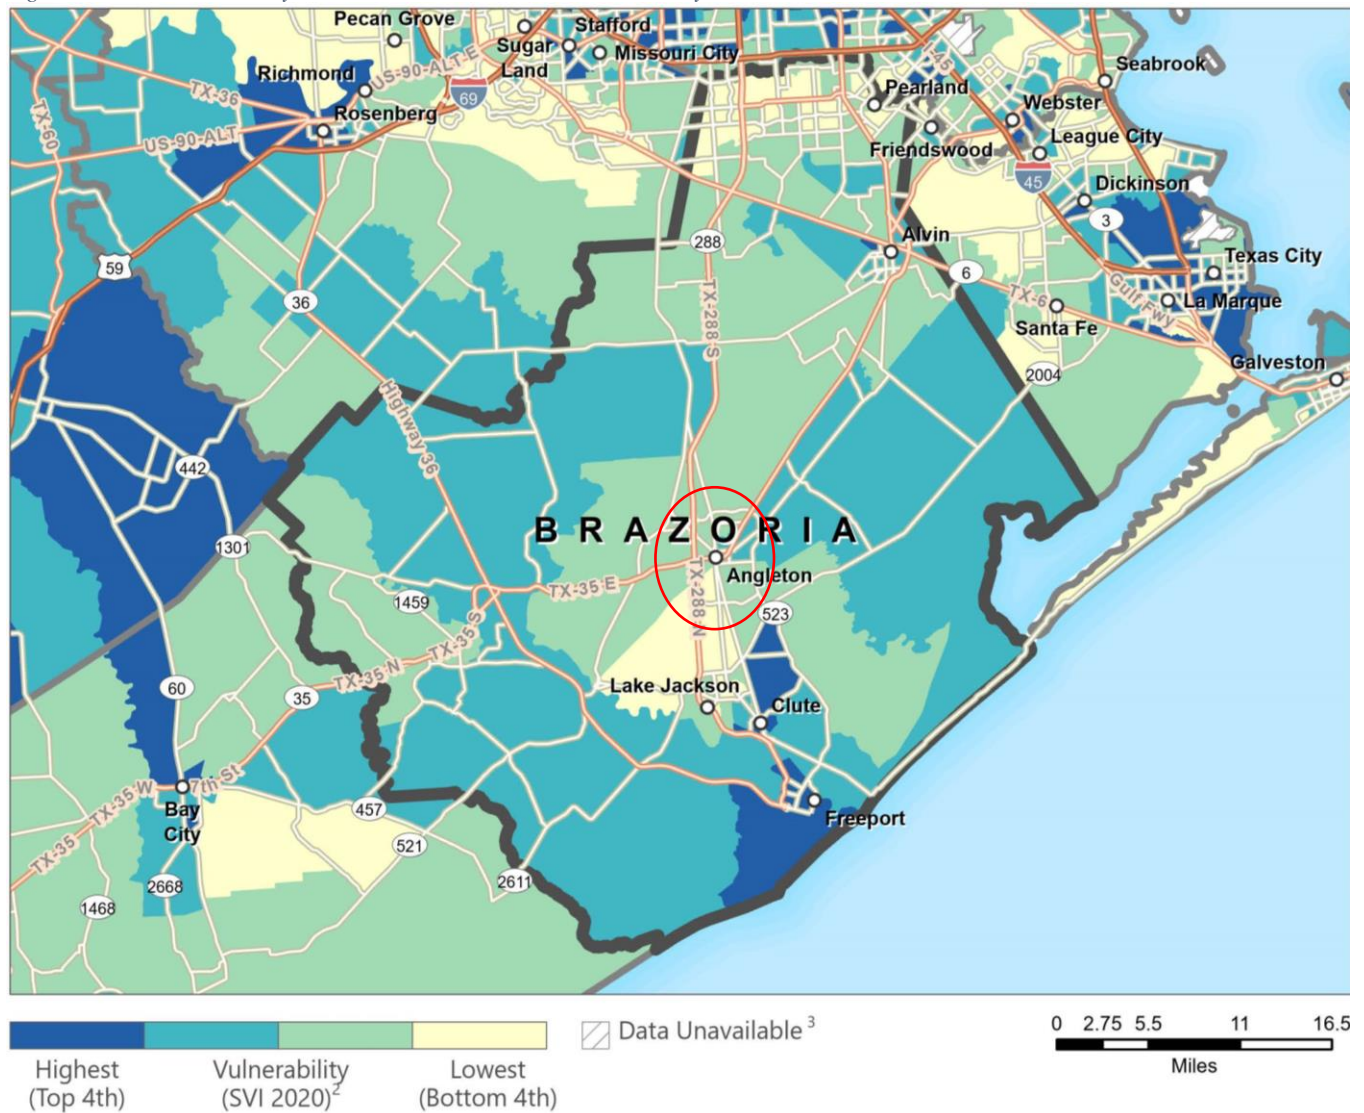 Pecan Grove
Stafford
Sugar
Land
Missouri City
I-45
Seabrook
Richmond
US-90-ALT-E
69
Pearland
Webster
TX-36
TX-60
Rosenberg
US-90-ALT
League City
Friendswood
45
Dickinson
3
288
Alvin
Texas City
59
6
TX-6
Gulf Fwy
La Marque
36
TX-288 S
Santa Fe
Galveston
2004
Highway 36
442
BRAZORIA
1301
Angleton
TX-35 E
TX-288 N
1459
523
TX-35 S
TX-35 N
60
35
Lake Jackson
Clute
7th St
TX-35 W
Bay
City
457
Freeport
TX-35
521
2611
2668
1468
Highest
(Top 4th)
Vulnerability
(SVI 2020)2
Lowest
(Bottom 4th)
Data Unavailable 3
0 2.75 5.5 11 16.5
Miles